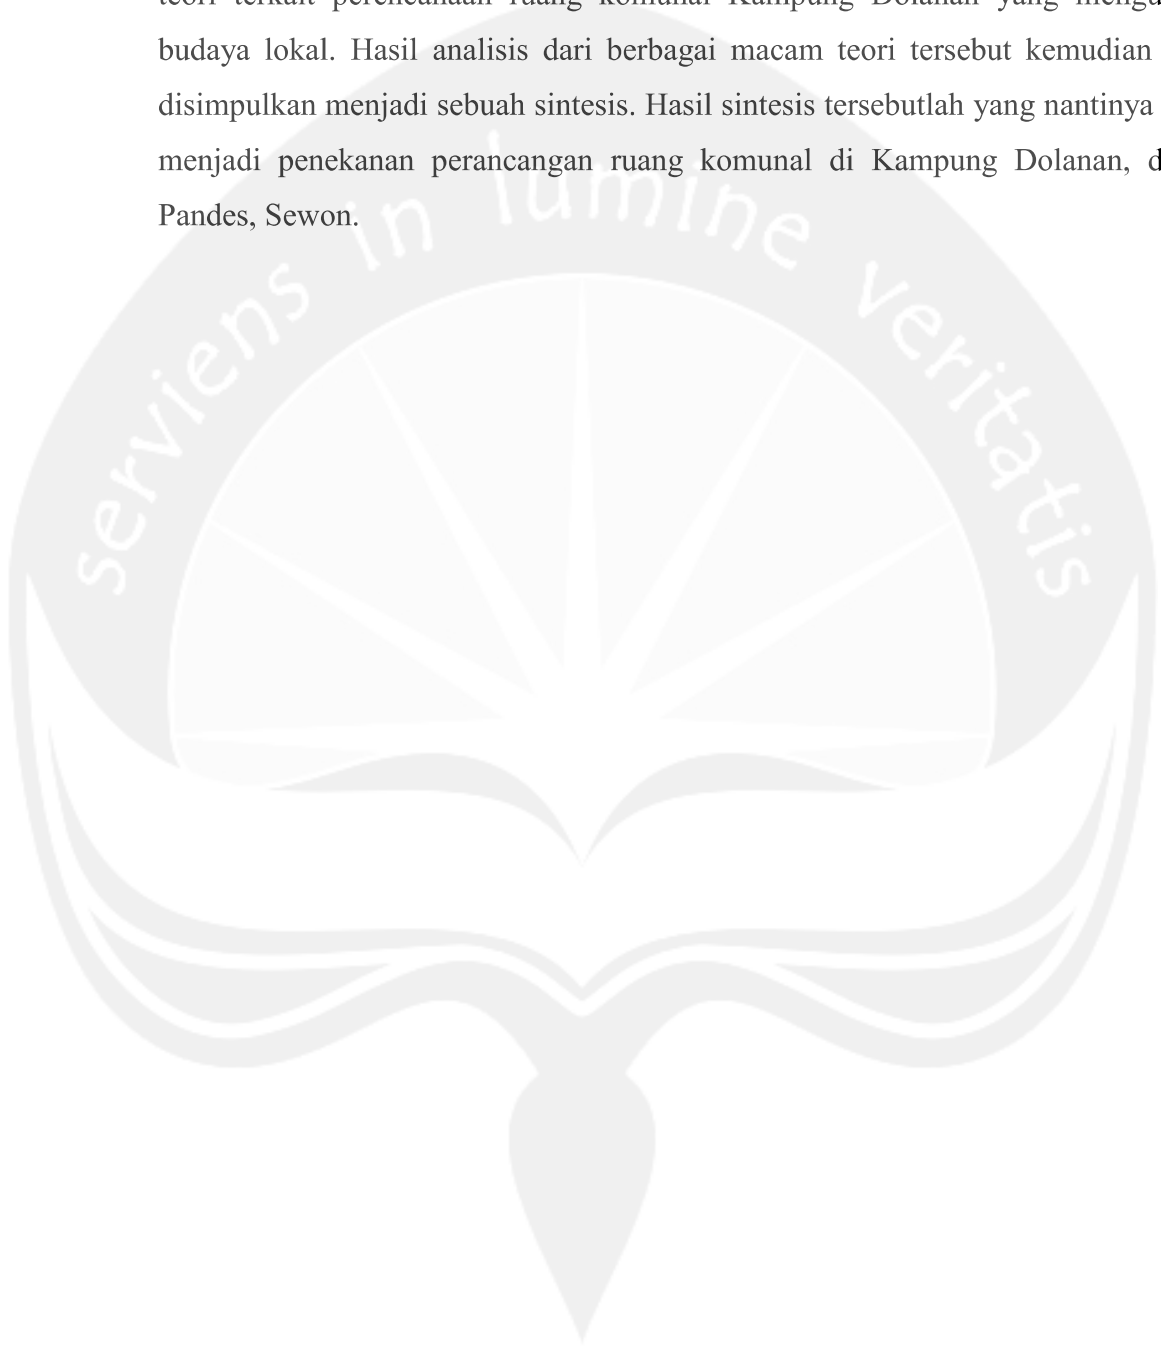 teori terkait perencanaan ruang komunal Kampung Dolanan yang
budaya lokal. Hasil analisis dari berbagai macam teori tersebut kemudian
disimpulkan menjadi sebuah sintesis. Hasil sintesis tersebutlah yang nantinya
menjadi penekanan perancangan ruang komunal di Kampung Dolanan,
Pandes, Sewon.
serviens in lumine veritatis